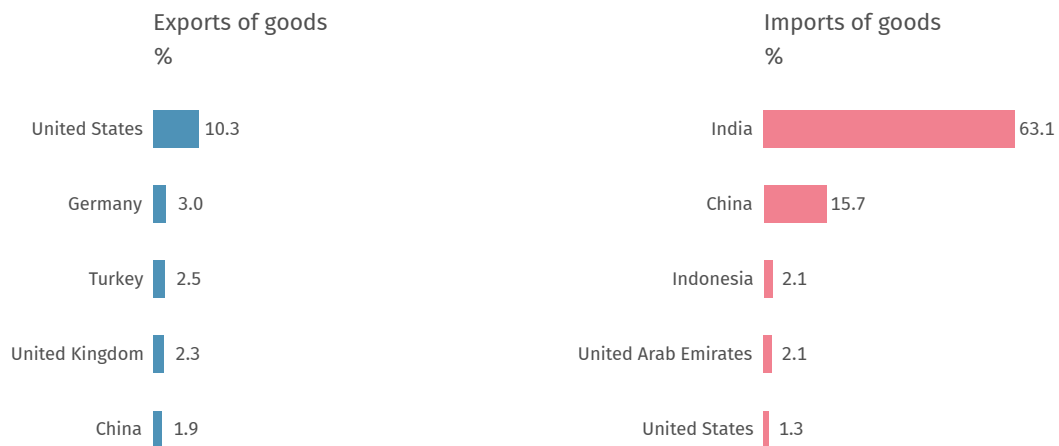 Exports of goods
%
United States 10.3
Germany 3.0
Turkey 2.5
United Kingdom 2.3
China 1.9
Imports of goods
%
India 63.1
China 15.7
Indonesia 2.1
United Arab Emirates 2.1
United States 1.3